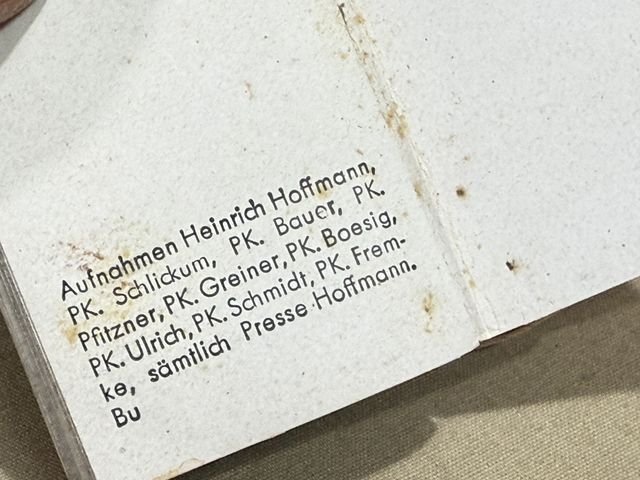 Aufnahmen Heinrich Hoffmann,
PK. Schlickum, PK. Bauer, PK.
Pfitzner, PK. Greiner, PK. Boesig,
PK. Ulrich, PK. Schmidt, PK. Frem-
ke, sämtlich Presse Hoffmann.
Bu